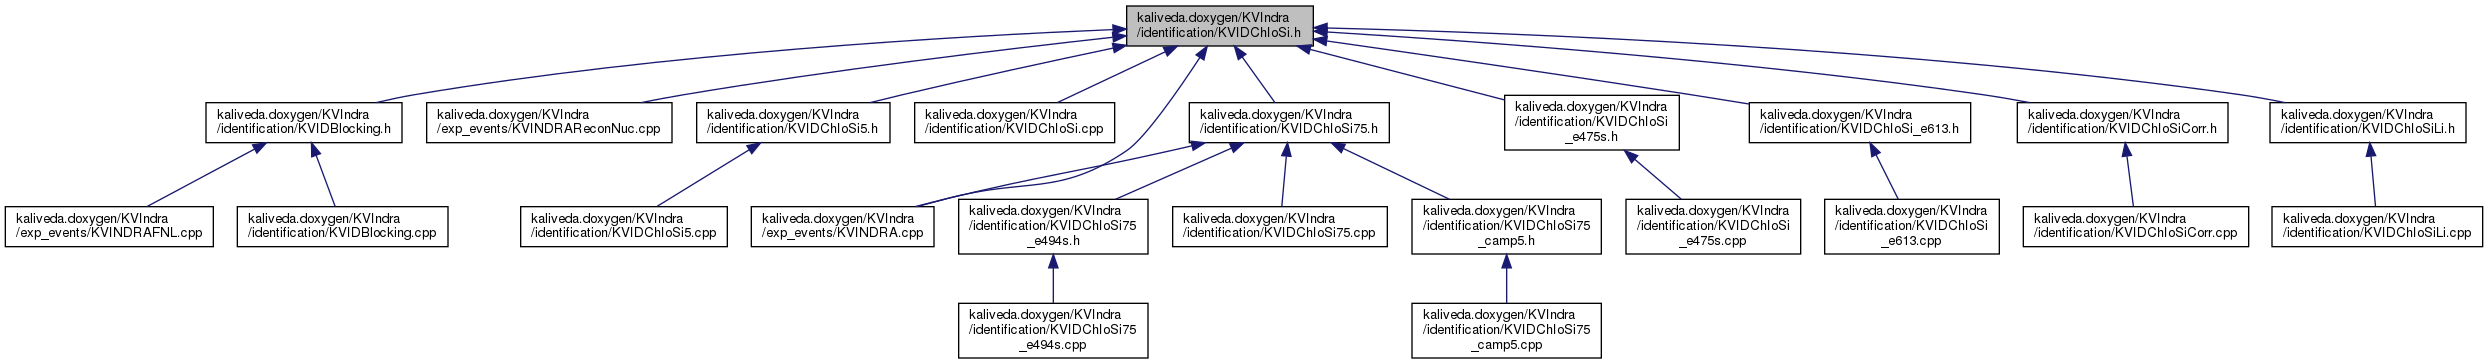 kaliveda.doxygen/KVIndra
/identification/KVIDChIoSi.h
kaliveda.doxygen/KVIndra
/identification/KVIDBlocking.h
kaliveda.doxygen/KVIndra
/exp_events/KVINDRAReconNuc.cpp
kaliveda.doxygen/KVIndra
/identification/KVIDChIoSi5.h
kaliveda.doxygen/KVIndra
/identification/KVIDChIoSi.cpp
kaliveda.doxygen/KVIndra
/identification/KVIDChIoSi75.h
kaliveda.doxygen/KVIndra
/identification/KVIDChIoSi
_e475s.h
kaliveda.doxygen/KVIndra
/identification/KVIDChIoSi_e613.h
kaliveda.doxygen/KVIndra
/identification/KVIDChIoSiCorr.h
kaliveda.doxygen/KVIndra
/identification/KVIDChIoSiLi.h
kaliveda.doxygen/KVIndra
/exp_events/KVINDRAFNL.cpp
kaliveda.doxygen/KVIndra
/identification/KVIDBlocking.cpp
kaliveda.doxygen/KVIndra
/identification/KVIDChIoSi5.cpp
kaliveda.doxygen/KVIndra
/exp_events/KVINDRA.cpp
kaliveda.doxygen/KVIndra
/identification/KVIDChIoSi75
_e494s.h
kaliveda.doxygen/KVIndra
/identification/KVIDChIoSi75.cpp
kaliveda.doxygen/KVIndra
/identification/KVIDChIoSi75
_camp5.h
kaliveda.doxygen/KVIndra
/identification/KVIDChIoSi
_e475s.cpp
kaliveda.doxygen/KVIndra
/identification/KVIDChIoSi
_e613.cpp
kaliveda.doxygen/KVIndra
/identification/KVIDChIoSiCorr.cpp
kaliveda.doxygen/KVIndra
/identification/KVIDChIoSiLi.cpp
kaliveda.doxygen/KVIndra
/identification/KVIDChIoSi75
_e494s.cpp
kaliveda.doxygen/KVIndra
/identification/KVIDChIoSi75
_camp5.cpp